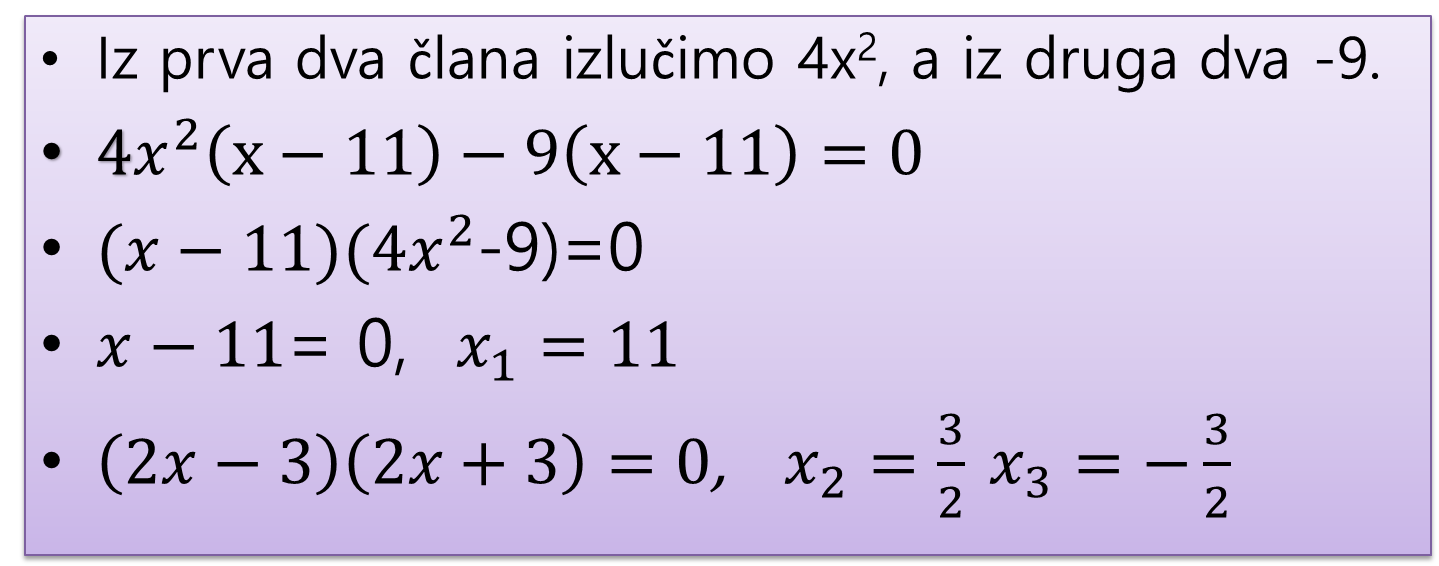 • Iz prva dva člana izlučimo 4x², a iz druga dva -9.
• 4𝑥²(x − 11) − 9(x − 11) = 0
• (𝑥 − 11)(4𝑥²-9)=0
• 𝑥 − 11= 0, 𝑥₁ = 11
• (2𝑥 − 3)(2𝑥 + 3) = 0, 𝑥₂ = 3/2 𝑥₃ = − 3/2